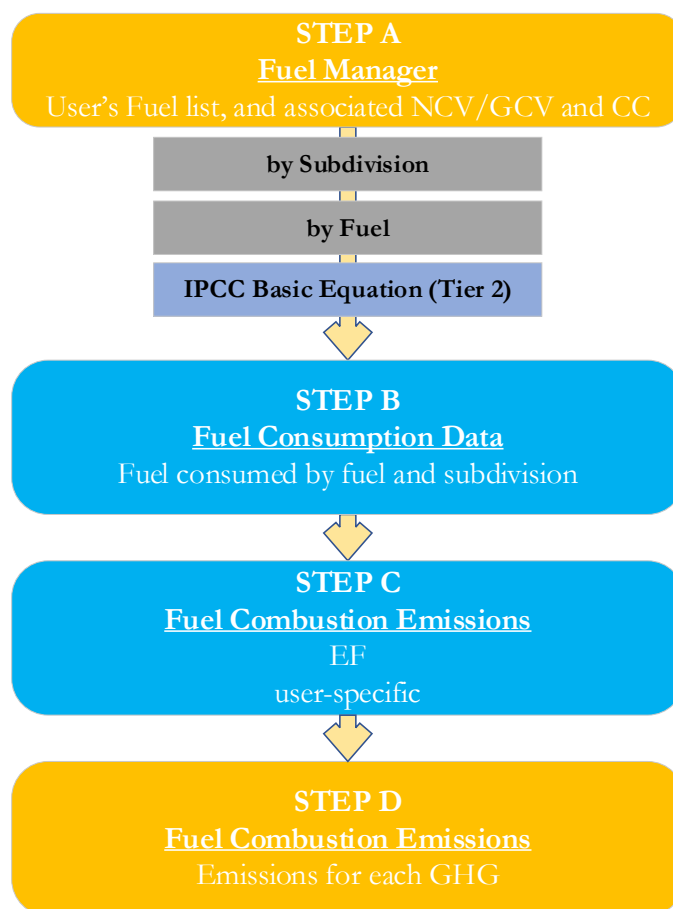 STEP A
Fuel Manager
User's Fuel list, and associated NCV/GCV and CC
by Subdivision
by Fuel
IPCC Basic Equation (Tier 2)
STEP B
Fuel Consumption Data
Fuel consumed by fuel and subdivision
STEP C
Fuel Combustion Emissions
EF
user-specific
STEP D
Fuel Combustion Emissions
Emissions for each GHG